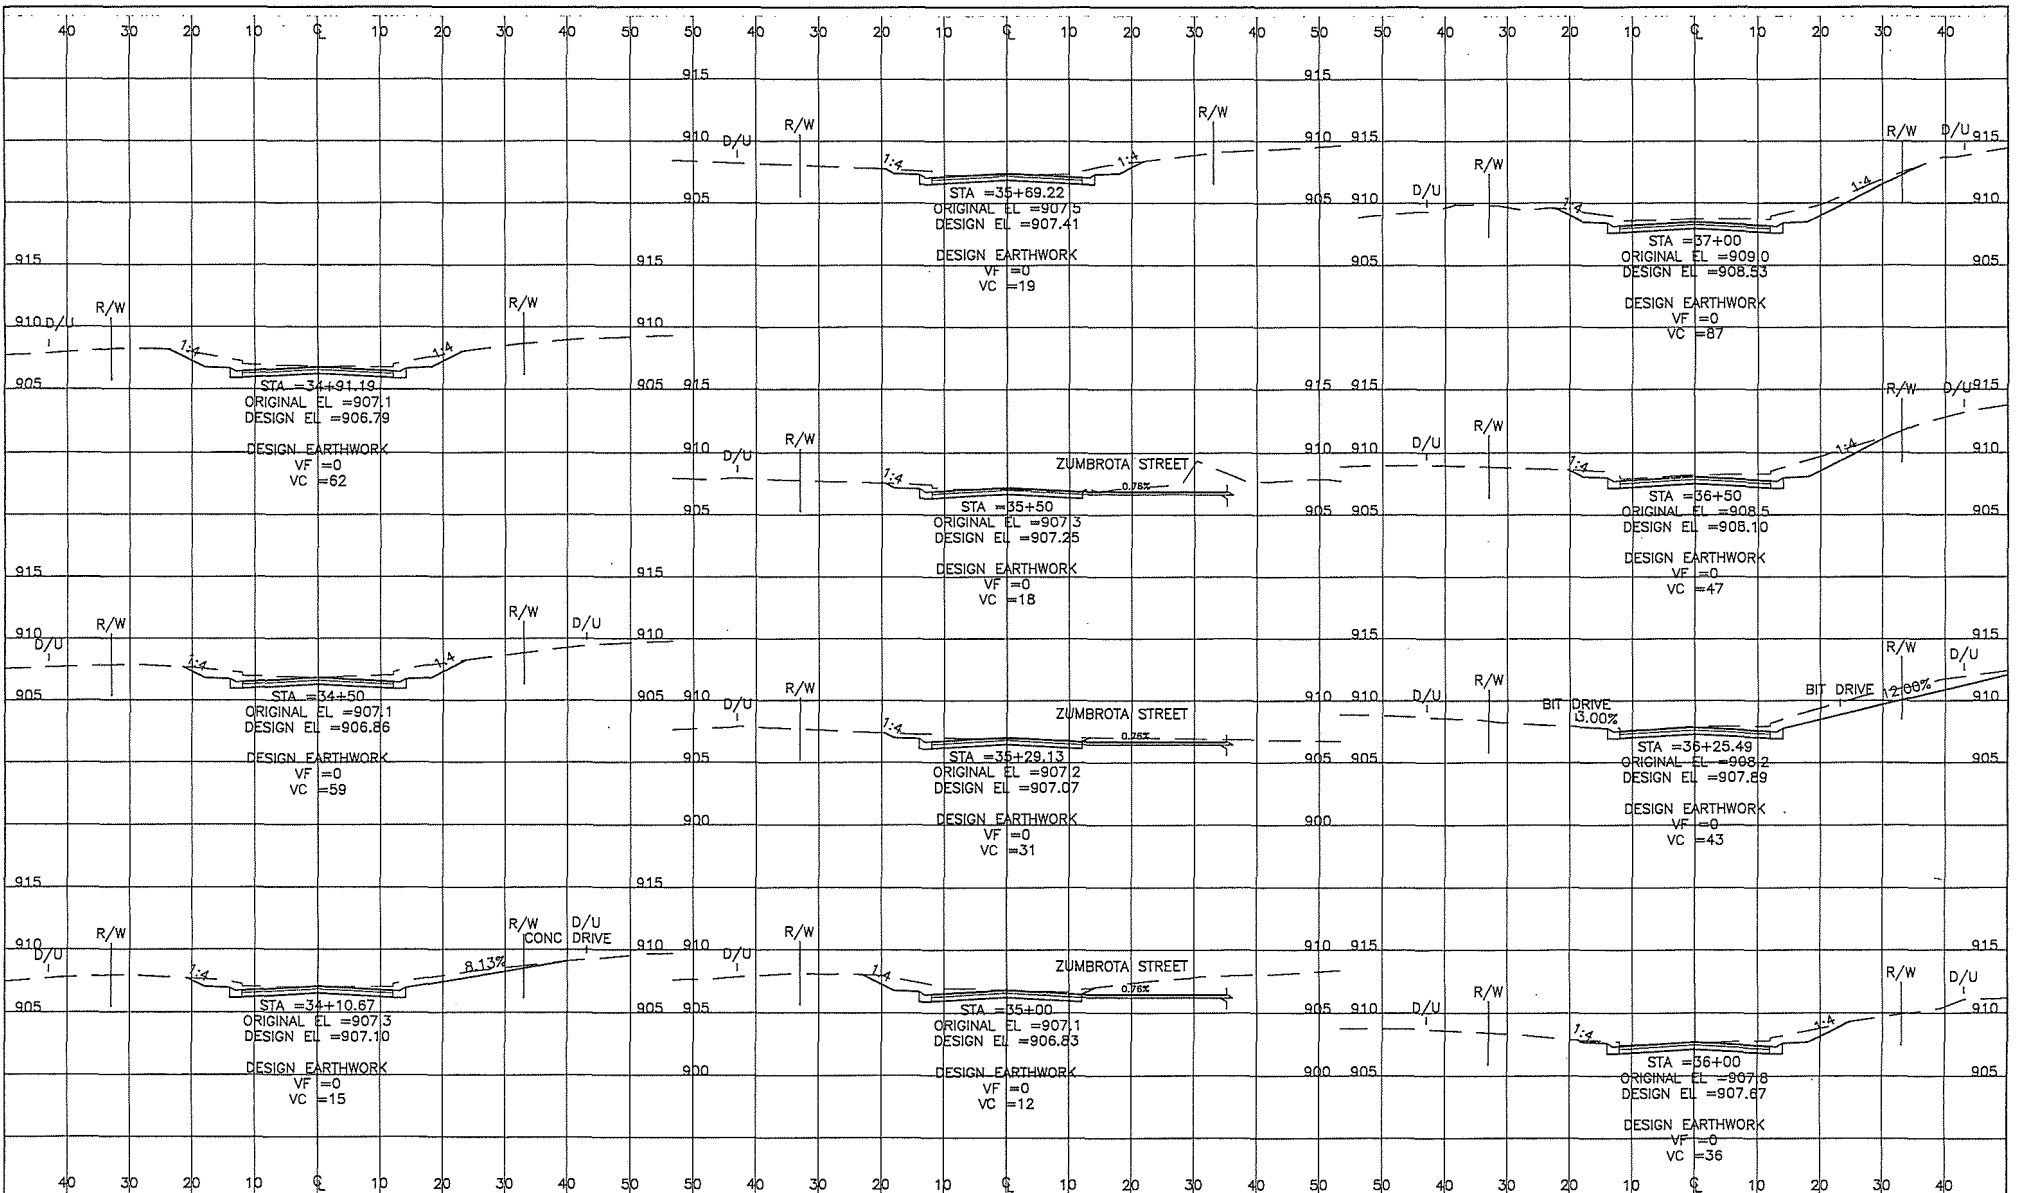 40 30 20 10 ℄ 10 20 30 40 50 50 40 30 20 10 ℄ 10 20 30 40 50 50 40 30 20 10 ℄ 10 20 30 40
915 915
R/W
D/U 910 R/W 910 915 R/W D/U 915
1:4 1:4
905 STA =35+69.22 905 910 D/U R/W 1:4 1:4 910
ORIGINAL EL =907.5
DESIGN EL =907.41
DESIGN EARTHWORK
VF =0
VC =19
STA =37+00
ORIGINAL EL =909.0
DESIGN EL =908.53
905 905
DESIGN EARTHWORK
VF =0
VC =87
915 915
R/W R/W
910 D/U 910
1:4 1:4
905 905
STA =34+91.19
ORIGINAL EL =907.1
DESIGN EL =906.79
DESIGN EARTHWORK
VF =0
VC =62
915 915 915
R/W D/U
910 D/U R/W 910 910 D/U R/W 910
ZUMBROTA STREET
1:4 0.76% 1:4 1:4
905 STA =35+50 905 905 905
ORIGINAL EL =907.3
DESIGN EL =907.25
DESIGN EARTHWORK
VF =0
VC =18
STA =36+50
ORIGINAL EL =908.5
DESIGN EL =908.10
DESIGN EARTHWORK
VF =0
VC =47
915 915
R/W R/W D/U
910 D/U 910
1:4 1:4
905 905
STA =34+50
ORIGINAL EL =907.1
DESIGN EL =906.86
DESIGN EARTHWORK
VF =0
VC =59
915 915
R/W D/U
910 D/U R/W 910 910 D/U R/W 910
ZUMBROTA STREET
1:4 0.76%
BIT DRIVE
3.00%
BIT DRIVE 12.00%
905 STA =35+29.13 905 905 905
ORIGINAL EL =907.2
DESIGN EL =907.07
DESIGN EARTHWORK
900 900
VF =0
VC =31
STA =36+25.49
ORIGINAL EL =908.2
DESIGN EL =907.89
DESIGN EARTHWORK
VF =0
VC =43
915 915
R/W R/W D/U
CONC DRIVE
910 D/U 910
1:4 8.13%
905 905
STA =34+10.67
ORIGINAL EL =907.3
DESIGN EL =907.10
DESIGN EARTHWORK
VF =0
VC =15
910 D/U R/W 910
ZUMBROTA STREET
1:4 0.76%
905 STA =35+00 905
ORIGINAL EL =907.1
DESIGN EL =906.83
DESIGN EARTHWORK
900 900
VF =0
VC =12
915 R/W D/U 915
910 D/U R/W 910
1:4 1:4
STA =36+00
ORIGINAL EL =907.8
DESIGN EL =907.67
905 905
DESIGN EARTHWORK
VF =0
VC =36
40 30 20 10 ℄ 10 20 30 40 50 50 40 30 20 10 ℄ 10 20 30 40 50 50 40 30 20 10 ℄ 10 20 30 40